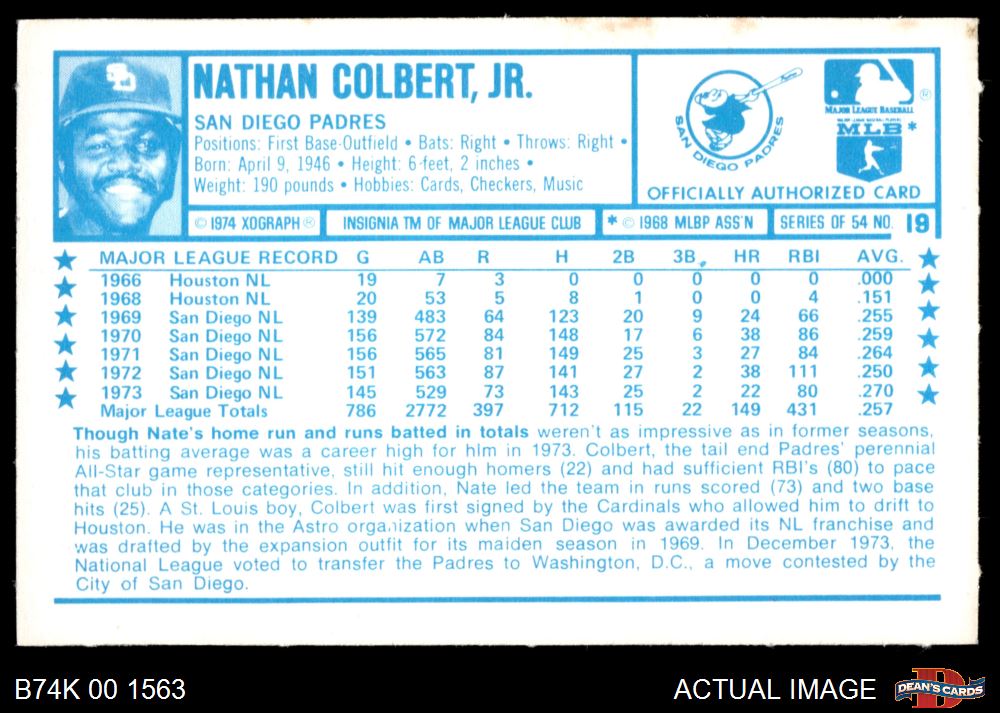 NATHAN COLBERT, JR.
SAN DIEGO PADRES
Positions: First Base-Outfield • Bats: Right • Throws: Right •
Born: April 9, 1946 • Height: 6-feet, 2 inches •
Weight: 190 pounds • Hobbies: Cards, Checkers, Music
SD
SAN DIEGO PADRES
MAJOR LEAGUE BASEBALL ®
MLB *
OFFICIALLY AUTHORIZED CARD
© 1974 XOGRAPH ® INSIGNIA TM OF MAJOR LEAGUE CLUB * © 1968 MLBP ASS'N SERIES OF 54 NO. 19
MAJOR LEAGUE RECORD G AB R H 2B 3B HR RBI AVG.
1966 Houston NL 19 7 3 0 0 0 0 0 .000
1968 Houston NL 20 53 5 8 1 0 0 4 .151
1969 San Diego NL 139 483 64 123 20 9 24 66 .255
1970 San Diego NL 156 572 84 148 17 6 38 86 .259
1971 San Diego NL 156 565 81 149 25 3 27 84 .264
1972 San Diego NL 151 563 87 141 27 2 38 111 .250
1973 San Diego NL 145 529 73 143 25 2 22 80 .270
Major League Totals 786 2772 397 712 115 22 149 431 .257
Though Nate's home run and runs batted in totals weren't as impressive as in former seasons,
his batting average was a career high for him in 1973. Colbert, the tail end Padres' perennial
All-Star game representative, still hit enough homers (22) and had sufficient RBI's (80) to pace
that club in those categories. In addition, Nate led the team in runs scored (73) and two base
hits (25). A St. Louis boy, Colbert was first signed by the Cardinals who allowed him to drift to
Houston. He was in the Astro organization when San Diego was awarded its NL franchise and
was drafted by the expansion outfit for its maiden season in 1969. In December 1973, the
National League voted to transfer the Padres to Washington, D.C., a move contested by the
City of San Diego.
B74K 00 1563
ACTUAL IMAGE
DEAN'S CARDS